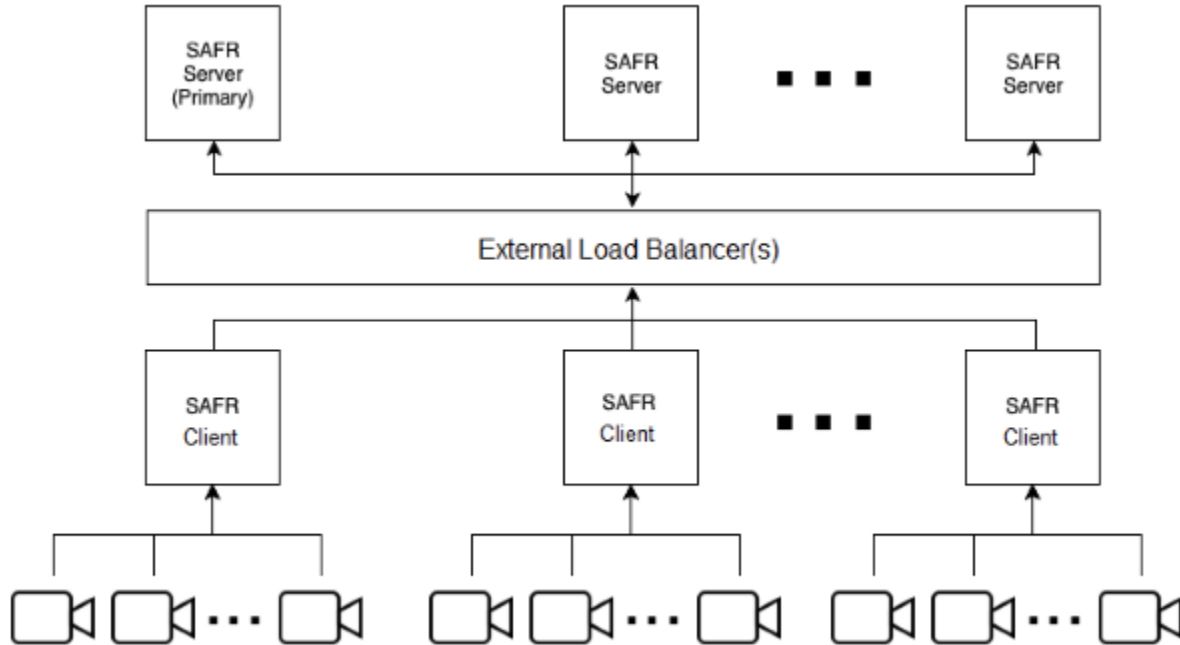 SAFR
Server
(Primary)
SAFR
Server
SAFR
Server
External Load Balancer(s)
SAFR
Client
SAFR
Client
SAFR
Client